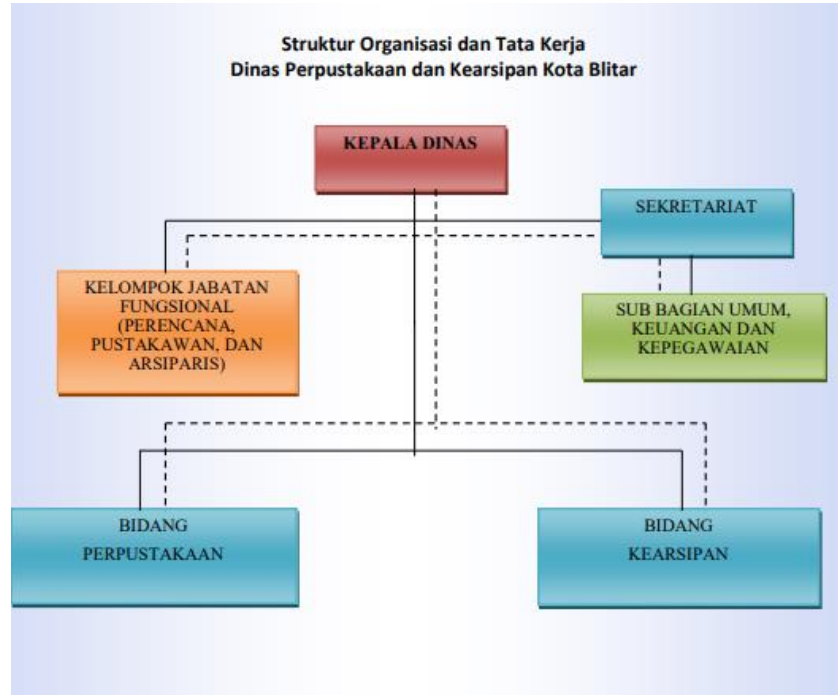 Struktur Organisasi dan Tata Kerja
Dinas Perpustakaan dan Kearsipan Kota Blitar
KEPALA DINAS
SEKRETARIAT
KELOMPOK JABATAN
FUNGSIONAL
(PERENCANA,
PUSTAKAWAN, DAN
ARSIPARIS)
SUB BAGIAN UMUM,
KEUANGAN DAN
KEPEGAWAIAN
BIDANG
PERPUSTAKAAN
BIDANG
KEARSIPAN